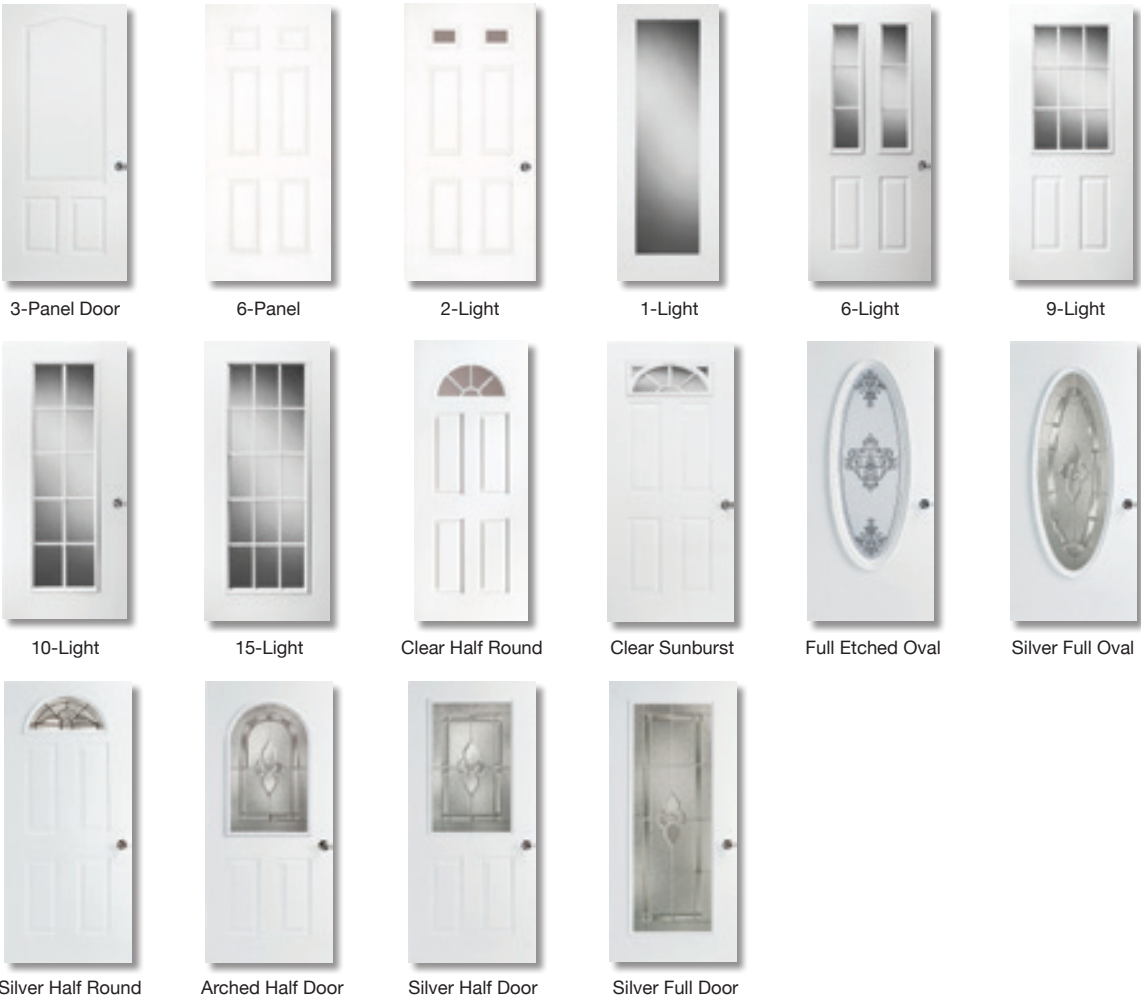 3-Panel Door
6-Panel
2-Light
1-Light
6-Light
9-Light
10-Light
15-Light
Clear Half Round
Clear Sunburst
Full Etched Oval
Silver Full Oval
Silver Half Round
Arched Half Door
Silver Half Door
Silver Full Door